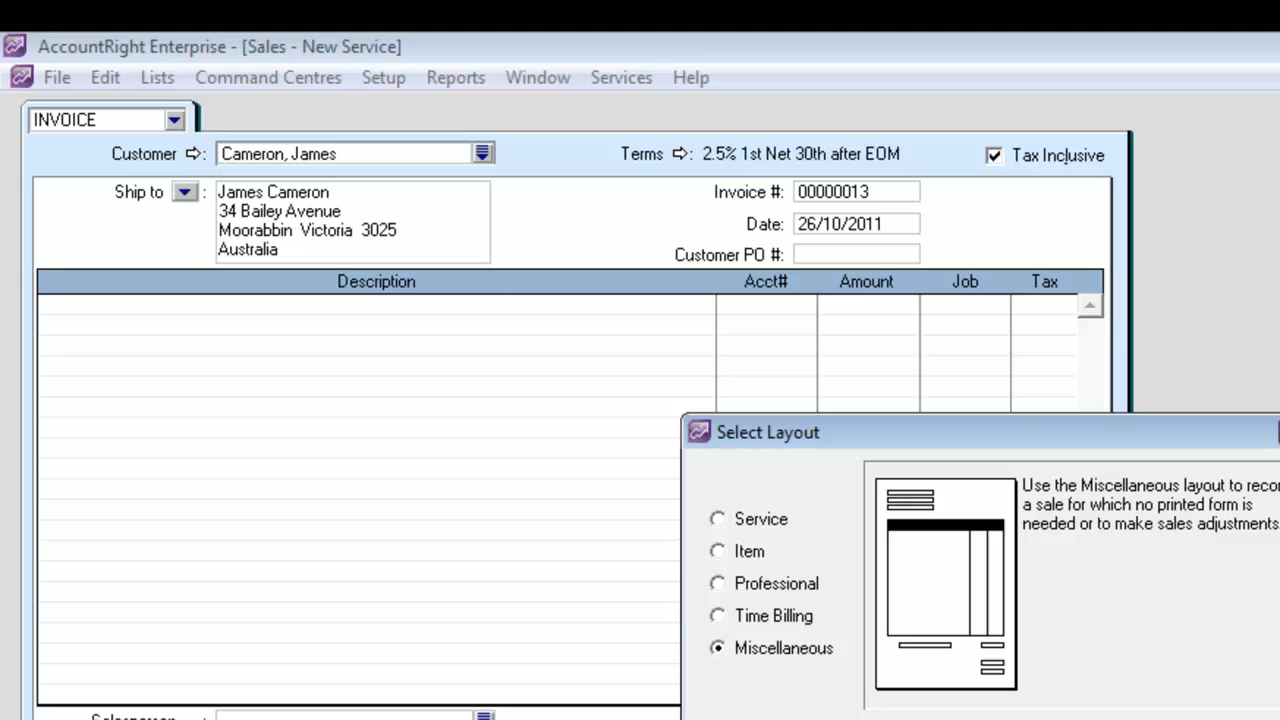 AccountRight Enterprise - [Sales - New Service]
File Edit Lists Command Centres Setup Reports Window Services Help
INVOICE
Customer : Cameron, James
Terms : 2.5% 1st Net 30th after EOM
Tax Inclusive
Ship to :
James Cameron
34 Bailey Avenue
Moorabbin Victoria 3025
Australia
Invoice #: 00000013
Date: 26/10/2011
Customer PO #:
Description Acct# Amount Job Tax
Select Layout
Service
Item
Professional
Time Billing
Miscellaneous
Use the Miscellaneous layout to recor
a sale for which no printed form is
needed or to make sales adjustments.
Salesperson :